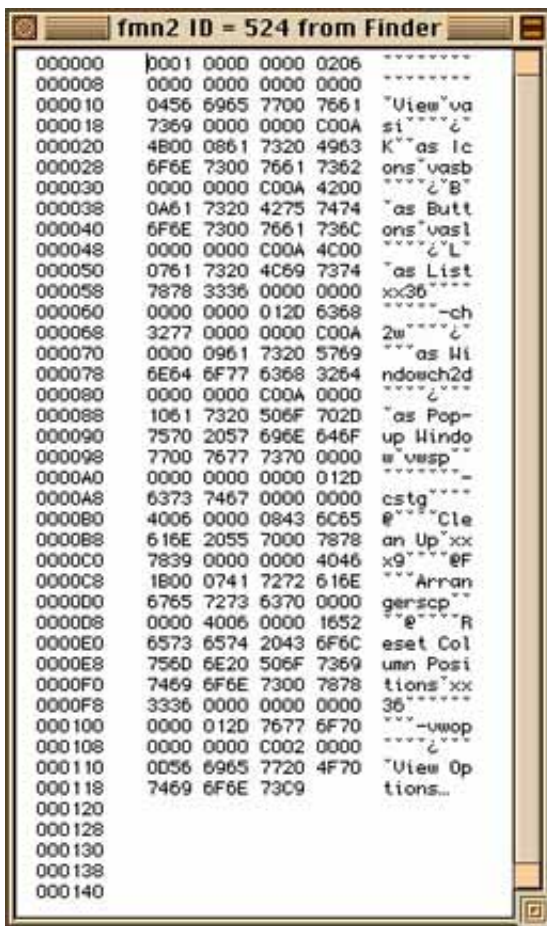 fmn2 ID = 524 from Finder
000000 0001 000D 0000 0206 ˇˇˇˇˇˇˇˇ
000008 0000 0000 0000 0000 ˇˇˇˇˇˇˇˇ
000010 0456 6965 7700 7661 ˇViewˇva
000018 7369 0000 0000 C00A siˇˇˇˇ¿ˇ
000020 4B00 0861 7320 4963 Kˇˇas Ic
000028 6F6E 7300 7661 7362 onsˇvasb
000030 0000 0000 C00A 4200 ˇˇˇˇ¿ˇBˇ
000038 0A61 7320 4275 7474 ˇas Butt
000040 6F6E 7300 7661 736C onsˇvasl
000048 0000 0000 C00A 4C00 ˇˇˇˇ¿ˇLˇ
000050 0761 7320 4C69 7374 ˇas List
000058 7878 3336 0000 0000 xx36ˇˇˇˇ
000060 0000 0000 012D 6368 ˇˇˇˇˇ-ch
000068 3277 0000 0000 C00A 2wˇˇˇˇ¿ˇ
000070 0000 0961 7320 5769 ˇˇˇas Wi
000078 6E64 6F77 6368 3264 ndowch2d
000080 0000 0000 C00A 0000 ˇˇˇˇ¿ˇˇˇ
000088 1061 7320 506F 702D ˇas Pop-
000090 7570 2057 696E 646F up Windo
000098 7700 7677 7370 0000 wˇvwspˇˇ
0000A0 0000 0000 0000 012D ˇˇˇˇˇˇˇ-
0000A8 6373 7467 0000 0000 cstgˇˇˇˇ
0000B0 4006 0000 0843 6C65 @ˇˇˇˇCle
0000B8 616E 2055 7000 7878 an Upˇxx
0000C0 7839 0000 0000 4046 x9ˇˇˇˇ@F
0000C8 1B00 0741 7272 616E ˇˇˇArran
0000D0 6765 7273 6370 0000 gerscpˇˇ
0000D8 0000 4006 0000 1652 ˇˇ@ˇˇˇˇR
0000E0 6573 6574 2043 6F6C eset Col
0000E8 756D 6E20 506F 7369 umn Posi
0000F0 7469 6F6E 7300 7878 tionsˇxx
0000F8 3336 0000 0000 0000 36ˇˇˇˇˇˇ
000100 0000 012D 7677 6F70 ˇˇˇ-vwop
000108 0000 0000 C002 0000 ˇˇˇˇ¿ˇˇˇ
000110 0D56 6965 7720 4F70 ˇView Op
000118 7469 6F6E 73C9 tions…
000120
000128
000130
000138
000140